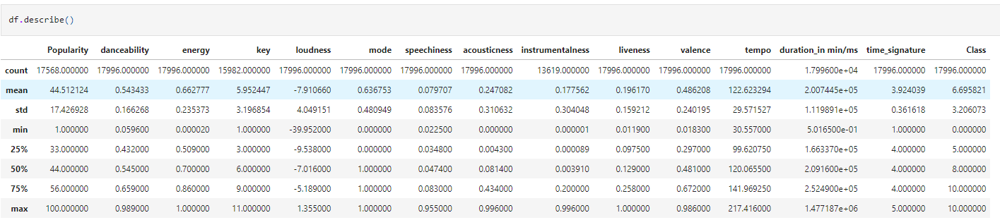 df.describe()
Popularity danceability energy key loudness mode speechiness acousticness instrumentalness liveness valence tempo duration_in min/ms time_signature Class
count 17568.000000 17996.000000 17996.000000 15982.000000 17996.000000 17996.000000 17996.000000 17996.000000 13619.000000 17996.000000 17996.000000 17996.000000 1.799600e+04 17996.000000 17996.000000
mean 44.512124 0.543433 0.662777 5.952447 -7.910660 0.636753 0.079707 0.247082 0.177562 0.196170 0.486208 122.623294 2.007445e+05 3.924039 6.695821
std 17.426928 0.166268 0.235373 3.196854 4.049151 0.480949 0.083576 0.310632 0.304048 0.159212 0.240195 29.571527 1.119891e+05 0.361618 3.206073
min 1.000000 0.059600 0.000020 1.000000 -39.952000 0.000000 0.022500 0.000000 0.000001 0.011900 0.018300 30.557000 5.016500e-01 1.000000 0.000000
25% 33.000000 0.432000 0.509000 3.000000 -9.538000 0.000000 0.034800 0.004300 0.000089 0.097500 0.297000 99.620750 1.663370e+05 4.000000 5.000000
50% 44.000000 0.545000 0.700000 6.000000 -7.016000 1.000000 0.047400 0.081400 0.003910 0.129000 0.481000 120.065500 2.091600e+05 4.000000 8.000000
75% 56.000000 0.659000 0.860000 9.000000 -5.189000 1.000000 0.083000 0.434000 0.200000 0.258000 0.672000 141.969250 2.524900e+05 4.000000 10.000000
max 100.000000 0.989000 1.000000 11.000000 1.355000 1.000000 0.955000 0.996000 0.996000 1.000000 0.986000 217.416000 1.477187e+06 5.000000 10.000000